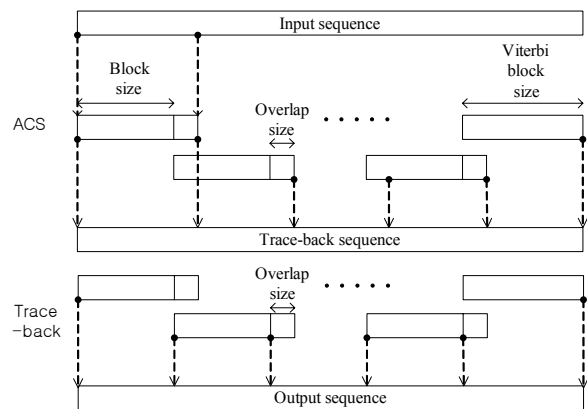 Input sequence
Block
size
Viterbi
block
size
ACS
Overlap
size
Trace-back sequence
Trace
-back
Overlap
size
Output sequence